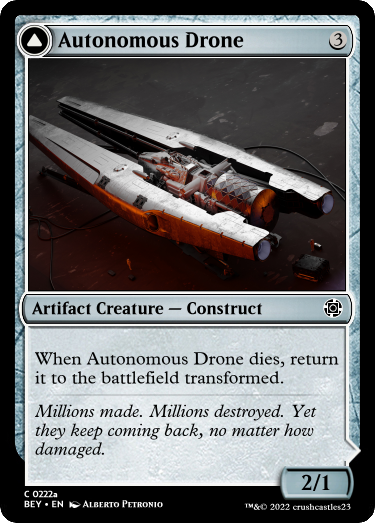 Autonomous Drone 3
Artifact Creature — Construct
When Autonomous Drone dies, return
it to the battlefield transformed.
Millions made. Millions destroyed. Yet
they keep coming back, no matter how
damaged.
2/1
C 0222a
BEY • EN Alberto Petronio
™&© 2022 crushcastles23